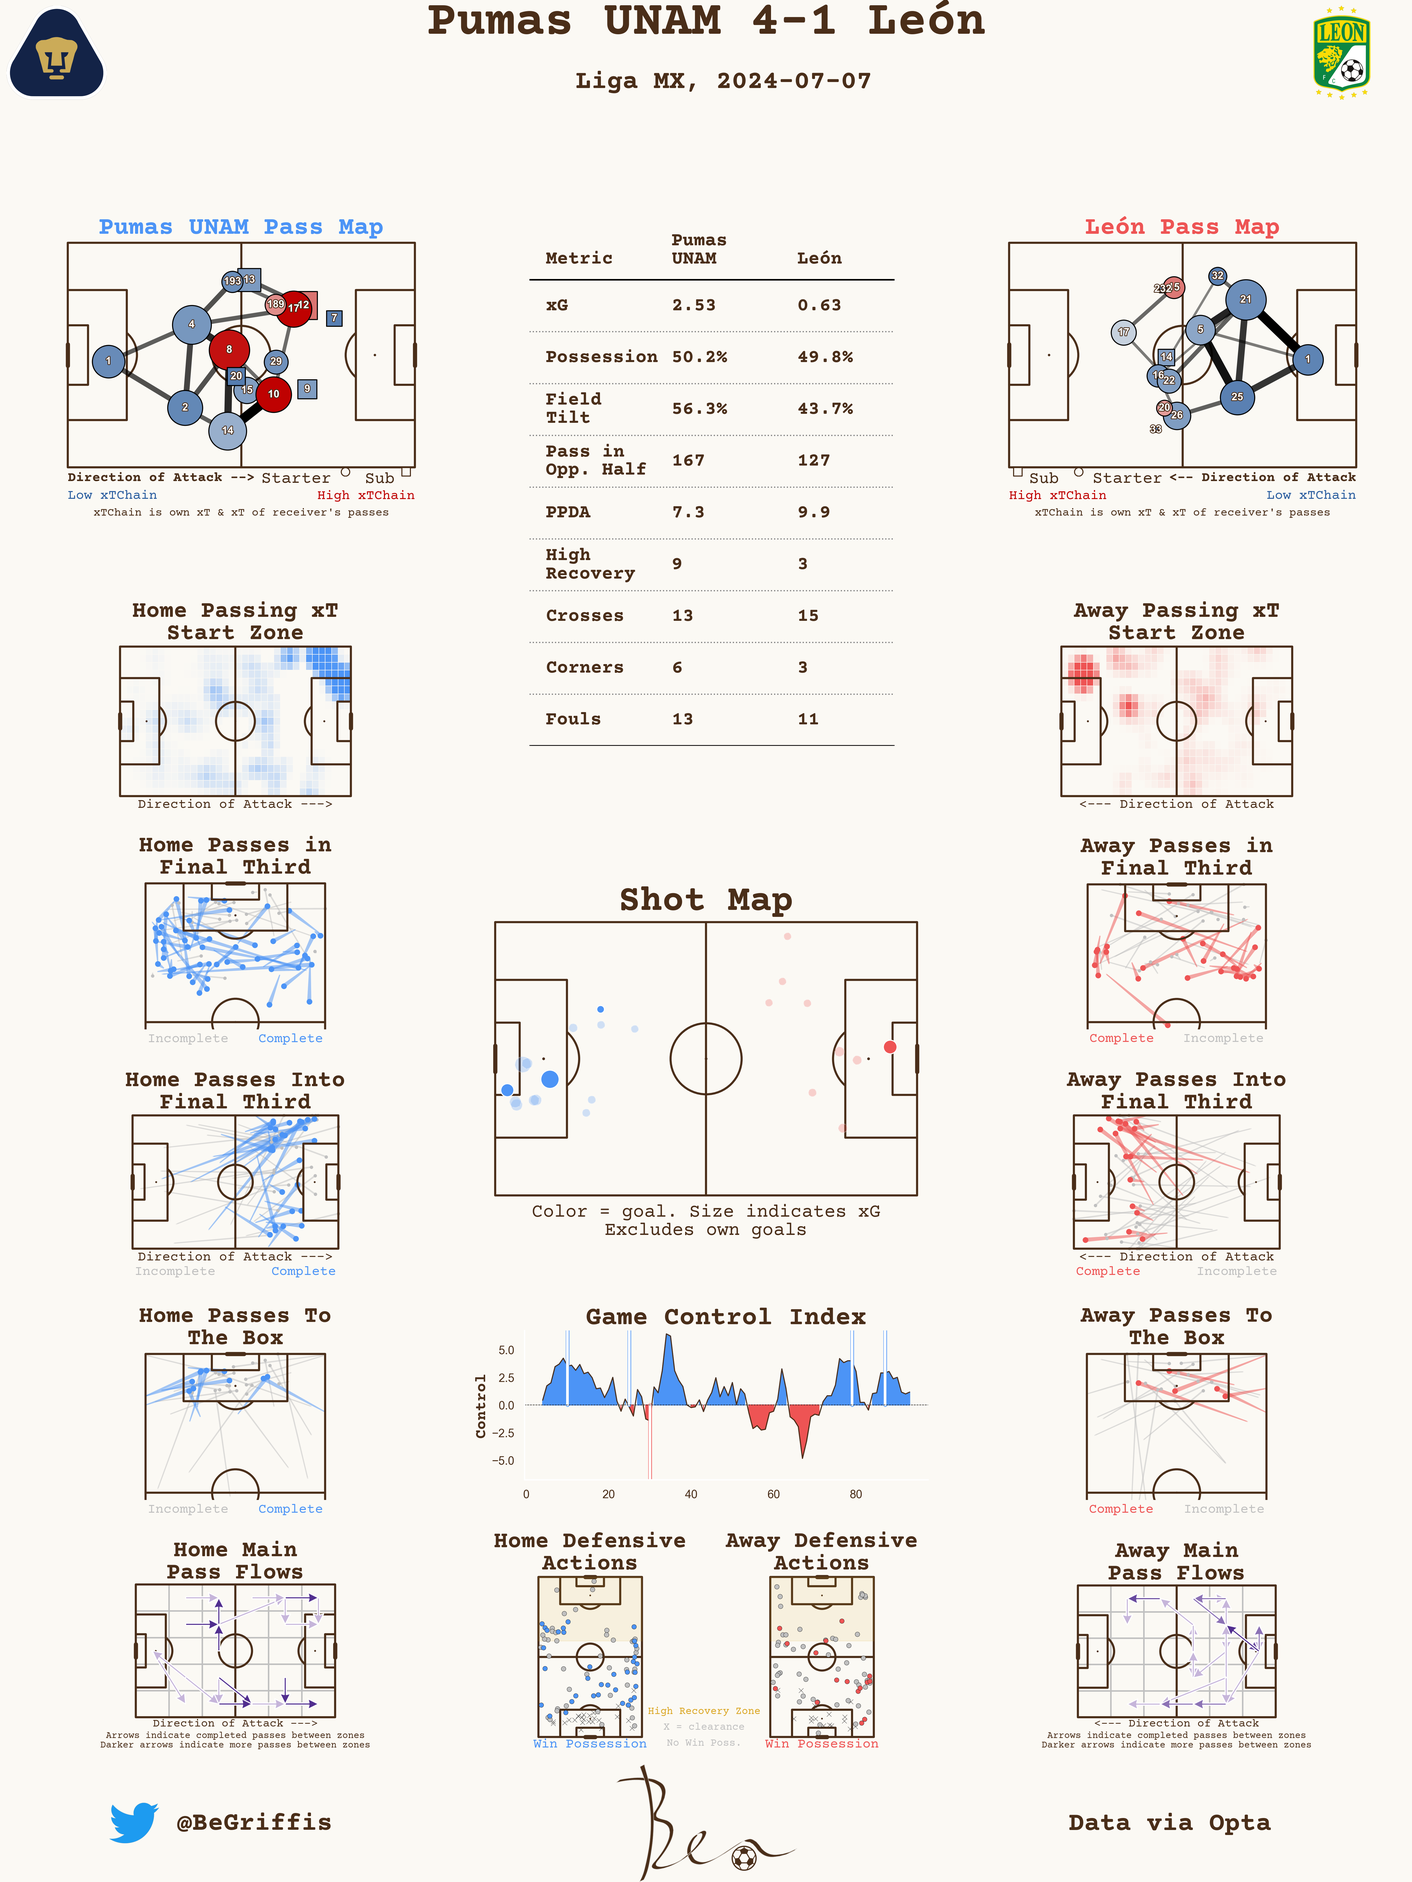 Pumas UNAM 4-1 León
Liga MX, 2024-07-07
LEON
F C
Pumas UNAM Pass Map
1
4
2
193
13
8
20
15
14
189
17
12
29
10
7
9
Direction of Attack --> Starter Sub
Low xTChain High xTChain
xTChain is own xT & xT of receiver's passes
Metric Pumas UNAM León
xG 2.53 0.63
Possession 50.2% 49.8%
Field Tilt 56.3% 43.7%
Pass in Opp. Half 167 127
PPDA 7.3 9.9
High Recovery 9 3
Crosses 13 15
Corners 6 3
Fouls 13 11
León Pass Map
32
21
5
17
14
16
22
20
26
33
25
1
Sub Starter <-- Direction of Attack
High xTChain Low xTChain
xTChain is own xT & xT of receiver's passes
Home Passing xT
Start Zone
Direction of Attack --->
Away Passing xT
Start Zone
<--- Direction of Attack
Home Passes in
Final Third
Incomplete Complete
Away Passes in
Final Third
Complete Incomplete
Shot Map
Color = goal. Size indicates xG
Excludes own goals
Home Passes Into
Final Third
Direction of Attack --->
Incomplete Complete
Away Passes Into
Final Third
<--- Direction of Attack
Complete Incomplete
Home Passes To
The Box
Incomplete Complete
Game Control Index
Control
5.0
2.5
0.0
−2.5
−5.0
0 20 40 60 80
Away Passes To
The Box
Complete Incomplete
Home Main
Pass Flows
Direction of Attack --->
Arrows indicate completed passes between zones
Darker arrows indicate more passes between zones
Home Defensive
Actions
Win Possession
Away Defensive
Actions
Win Possession
High Recovery Zone
X = clearance
No Win Poss.
Away Main
Pass Flows
<--- Direction of Attack
Arrows indicate completed passes between zones
Darker arrows indicate more passes between zones
@BeGriffis
Ben
Data via Opta